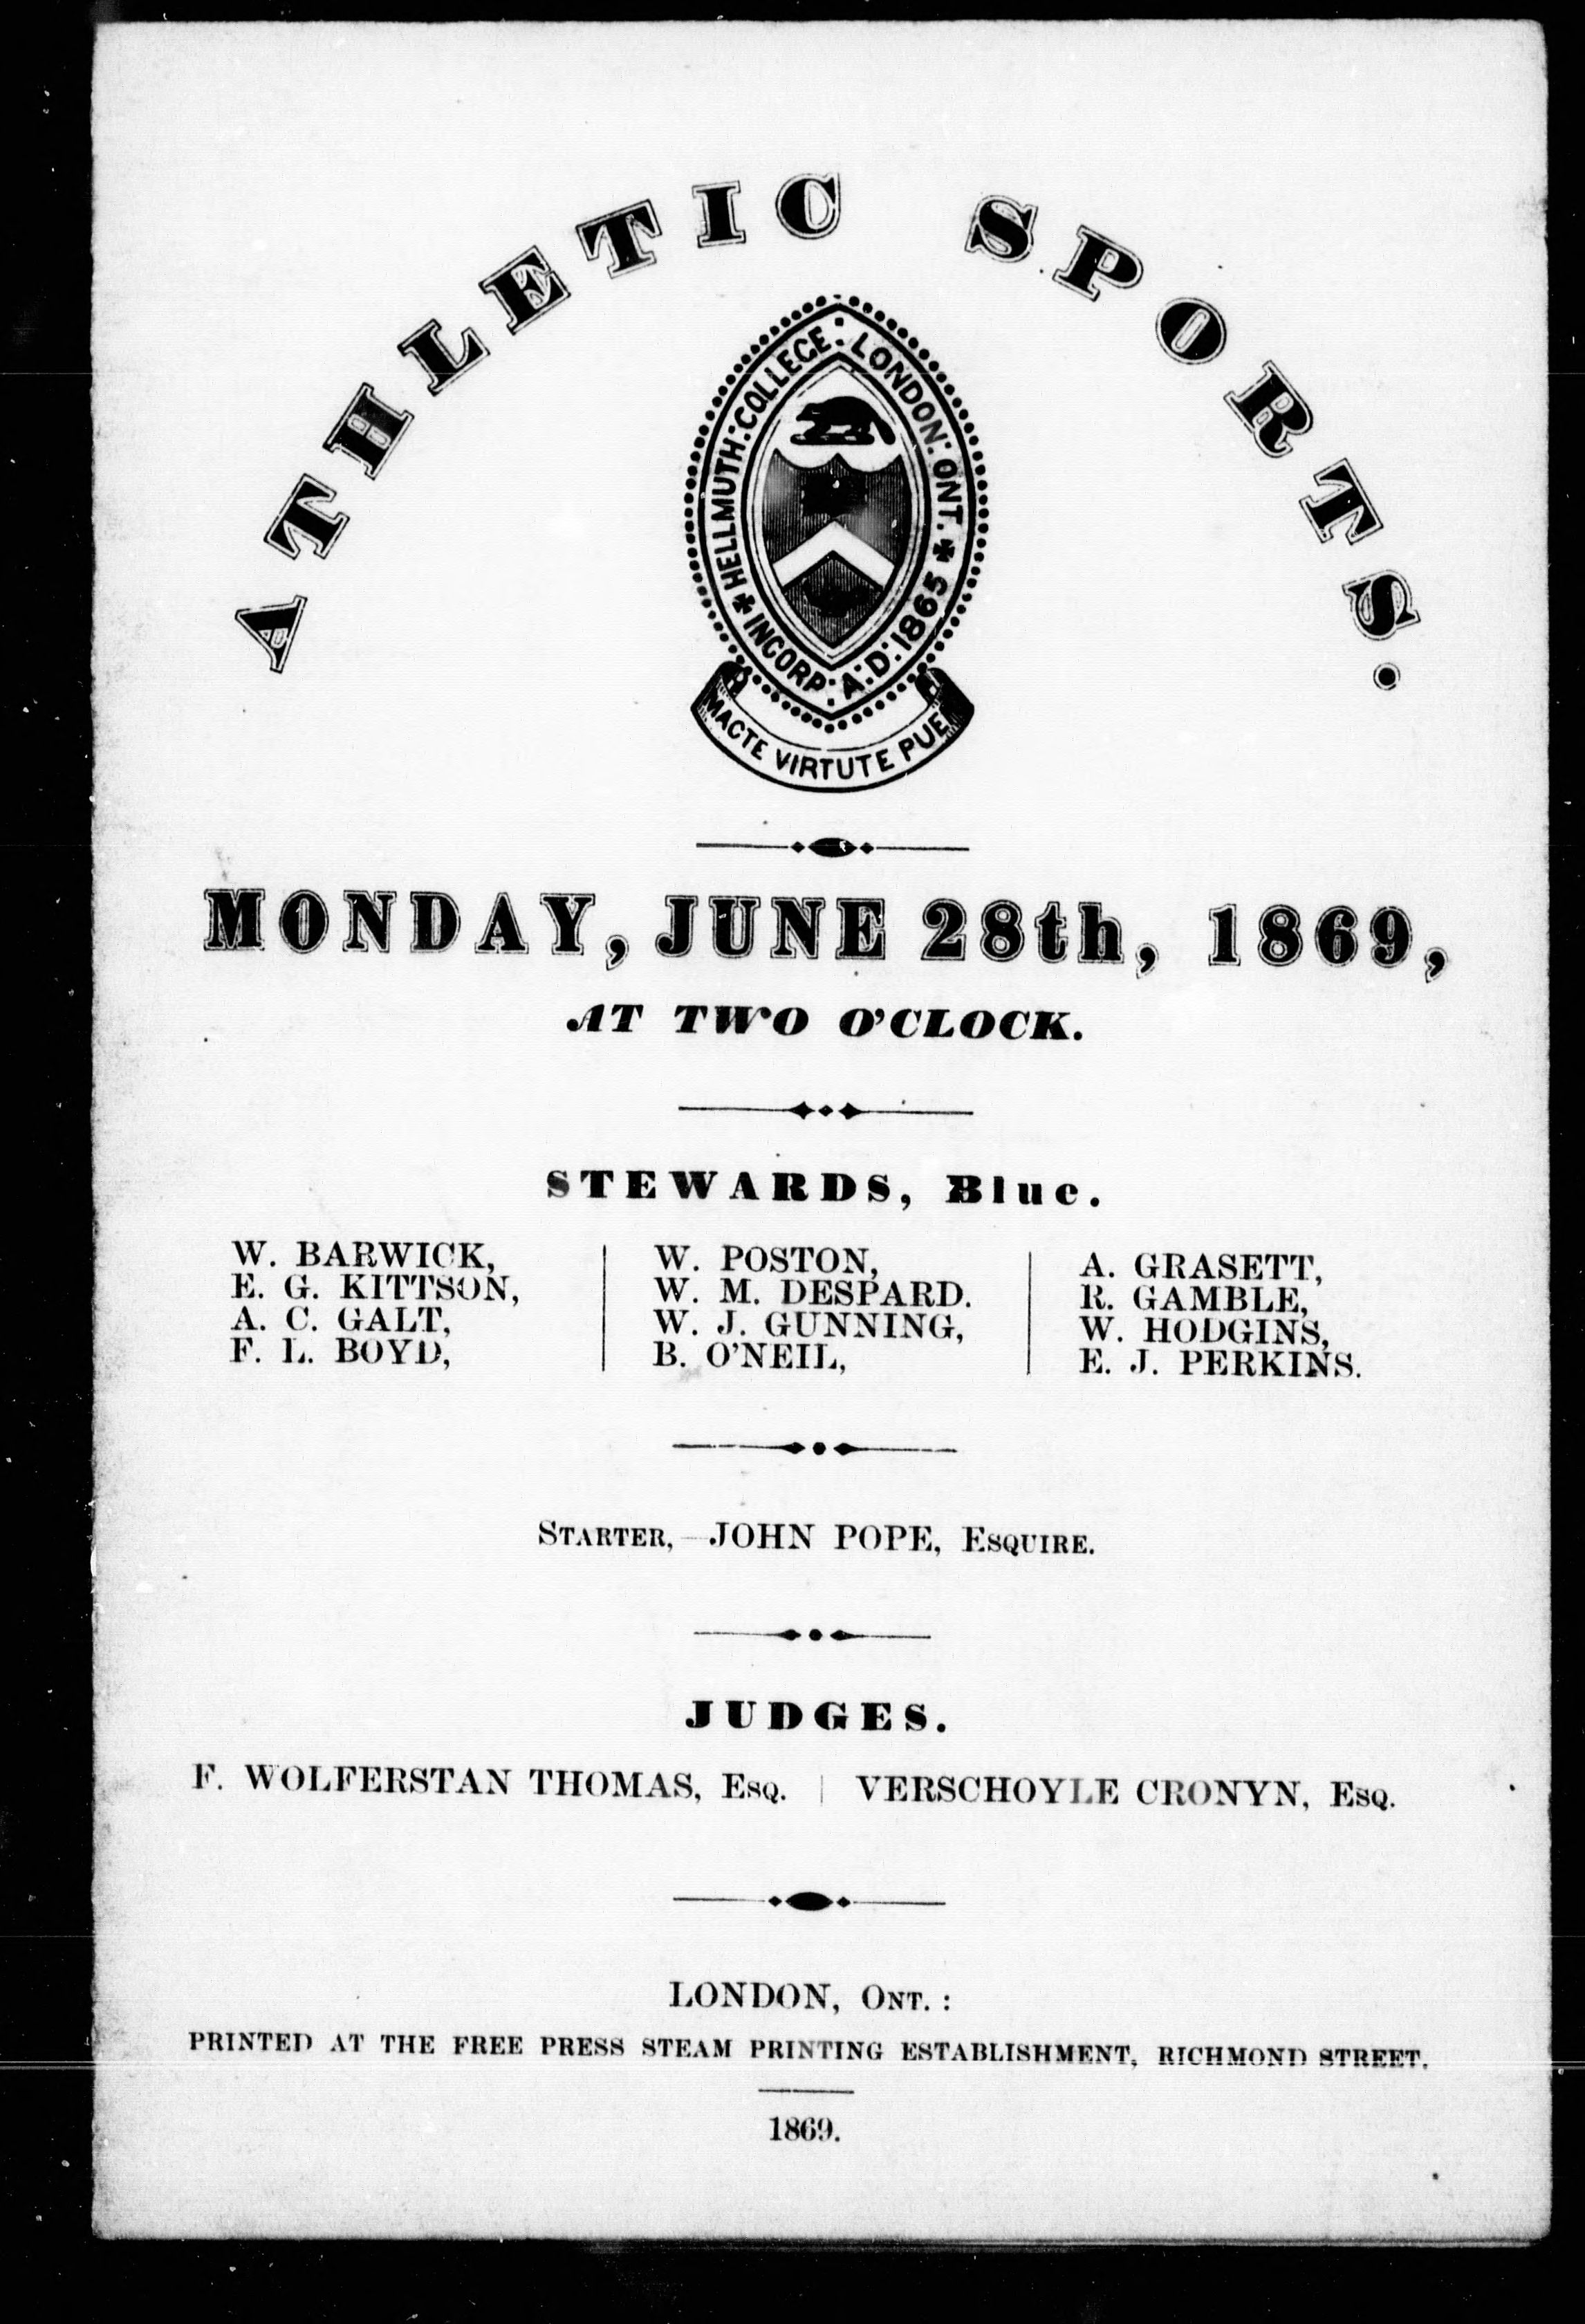 ATHLETIC SPORTS.
HELLMUTH: COLLEGE: LONDON: ONT.
INCORP: A: D: 1865
MACTE VIRTUTE PUE
MONDAY, JUNE 28th, 1869,
AT TWO O'CLOCK.
STEWARDS, Blue.
W. BARWICK,
E. G. KITTSON,
A. C. GALT,
F. L. BOYD,
W. POSTON,
W. M. DESPARD.
W. J. GUNNING,
B. O'NEIL,
A. GRASETT,
R. GAMBLE,
W. HODGINS,
E. J. PERKINS.
STARTER,—JOHN POPE, ESQUIRE.
JUDGES.
F. WOLFERSTAN THOMAS, ESQ. | VERSCHOYLE CRONYN, ESQ.
LONDON, ONT. :
PRINTED AT THE FREE PRESS STEAM PRINTING ESTABLISHMENT, RICHMOND STREET.
1869.